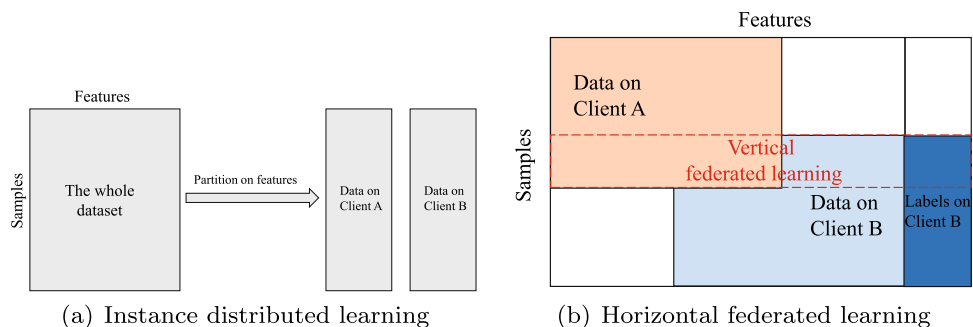 Features
Samples
The whole
dataset
Partition on features
Data on
Client A
Data on
Client B
(a) Instance distributed learning
Features
Samples
Data on
Client A
Vertical
federated learning
Data on
Client B
Labels on
Client B
(b) Horizontal federated learning